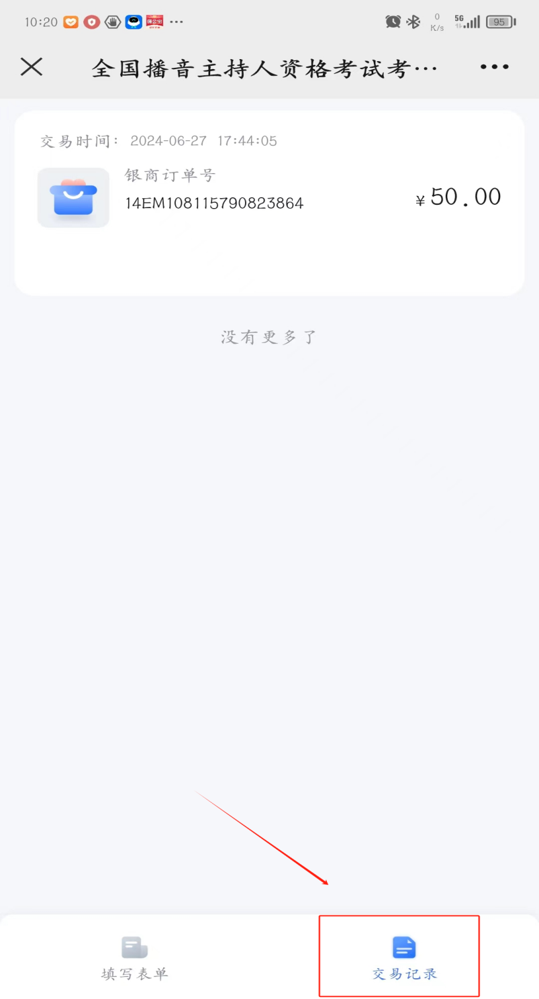 10:20
0
K/s
5G
95
全国播音主持人资格考试考…
交易时间： 2024-06-27 17:44:05
银商订单号
14EM108115790823864
¥50.00
没有更多了
填写表单
交易记录